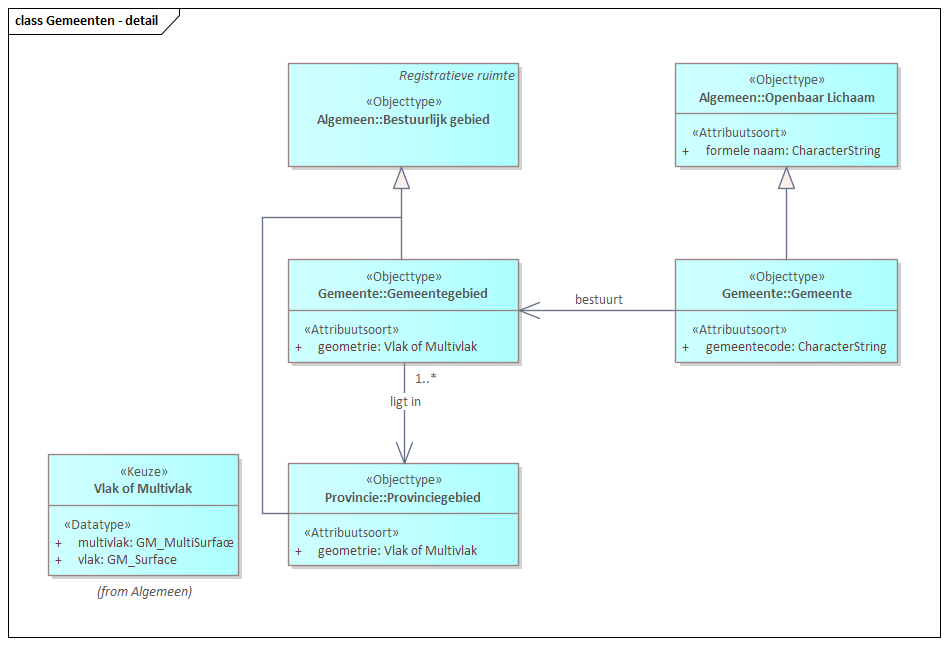 class Gemeenten - detail
Registratieve ruimte
«Objecttype»
Algemeen::Bestuurlijk gebied
«Objecttype»
Algemeen::Openbaar Lichaam
«Attribuutsoort»
+ formele naam: CharacterString
«Objecttype»
Gemeente::Gemeentegebied
«Attribuutsoort»
+ geometrie: Vlak of Multivlak
bestuurt
«Objecttype»
Gemeente::Gemeente
«Attribuutsoort»
+ gemeentecode: CharacterString
1..*
ligt in
«Objecttype»
Provincie::Provinciegebied
«Attribuutsoort»
+ geometrie: Vlak of Multivlak
«Keuze»
Vlak of Multivlak
«Datatype»
+ multivlak: GM_MultiSurface
+ vlak: GM_Surface
(from Algemeen)